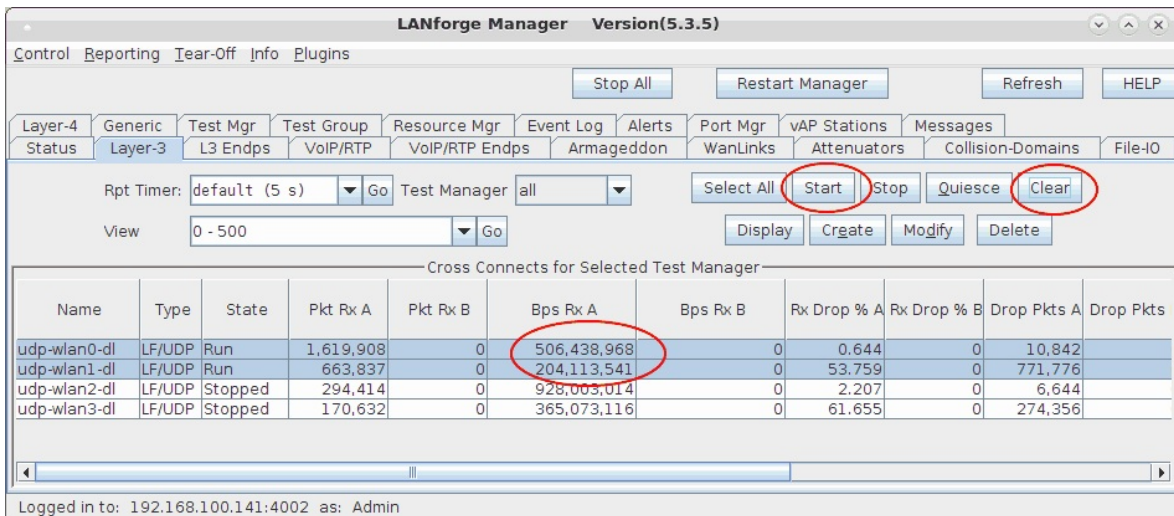 LANforge Manager Version(5.3.5)
Control Reporting Tear-Off Info Plugins
Stop All Restart Manager Refresh HELP
Layer-4 Generic Test Mgr Test Group Resource Mgr Event Log Alerts Port Mgr vAP Stations Messages
Status Layer-3 L3 Endps VoIP/RTP VoIP/RTP Endps Armageddon WanLinks Attenuators Collision-Domains File-IO
Rpt Timer: default (5 s) Go Test Manager all Select All Start Stop Quiesce Clear
View 0 - 500 Go Display Create Modify Delete
Cross Connects for Selected Test Manager
Name Type State Pkt Rx A Pkt Rx B Bps Rx A Bps Rx B Rx Drop % A Rx Drop % B Drop Pkts A Drop Pkts
udp-wlan0-dl LF/UDP Run 1,619,908 0 506,438,968 0 0.644 0 10,842
udp-wlan1-dl LF/UDP Run 663,837 0 204,113,541 0 53.759 0 771,776
udp-wlan2-dl LF/UDP Stopped 294,414 0 928,003,014 0 2.207 0 6,644
udp-wlan3-dl LF/UDP Stopped 170,632 0 365,073,116 0 61.655 0 274,356
Logged in to: 192.168.100.141:4002 as: Admin